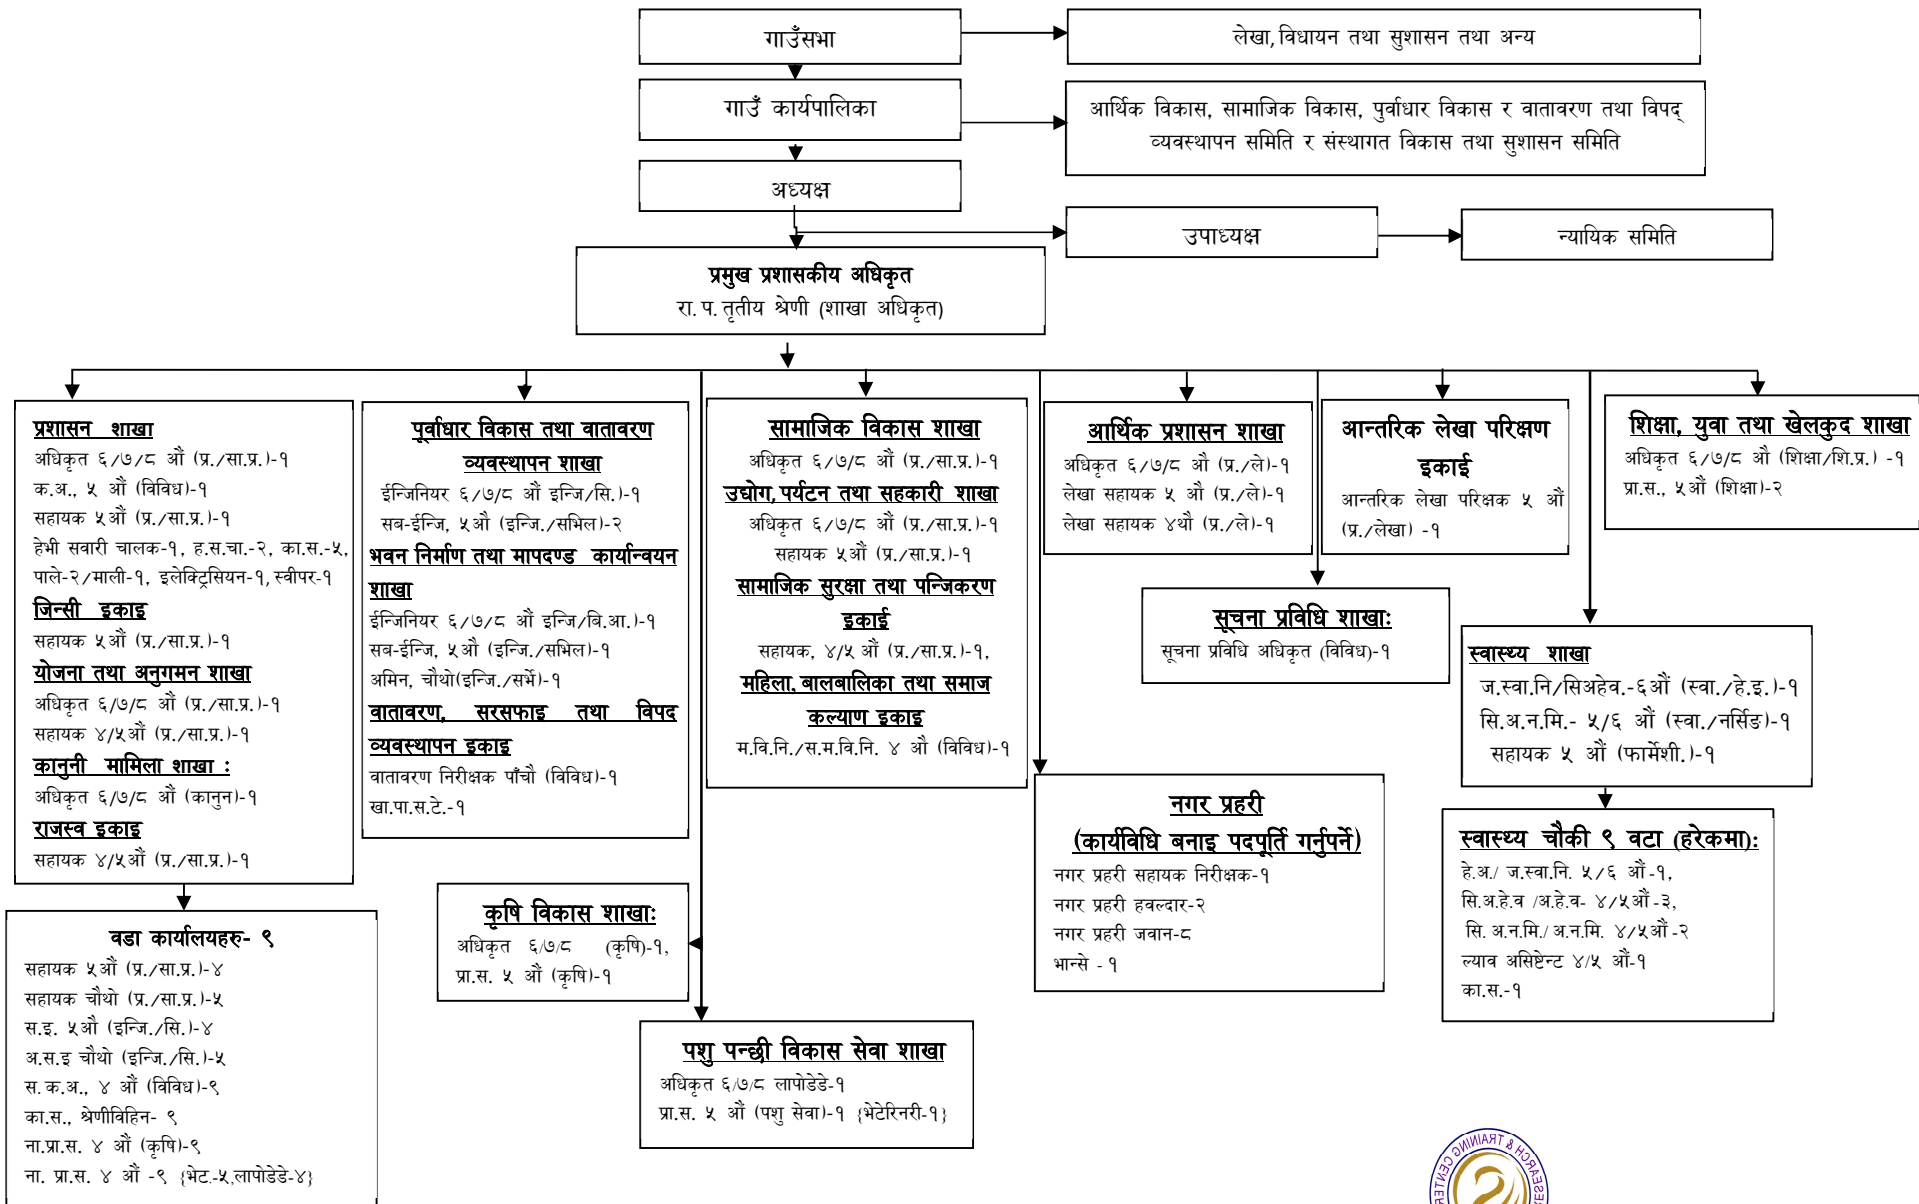 गाउँसभा
लेखा, विधायन तथा सुशासन तथा अन्य
गाउँ कार्यपालिका
आर्थिक विकास, सामाजिक विकास, पुर्वाधार विकास र वातावरण तथा विपद्
व्यवस्थापन समिति र संस्थागत विकास तथा सुशासन समिति
अध्यक्ष
उपाध्यक्ष
न्यायिक समिति
प्रमुख प्रशासकीय अधिकृत
रा. प. तृतीय श्रेणी (शाखा अधिकृत)
प्रशासन शाखा
अधिकृत ६/७/८ औं (प्र./सा.प्र.)-१
क.अ., ५ औं (विविध)-१
सहायक ५औं (प्र./सा.प्र.)-१
हेभी सवारी चालक-१, ह.स.चा.-२, का.स.-५,
पाले-२/माली-१, इलेक्ट्रिसियन-१, स्वीपर-१
जिन्सी इकाइ
सहायक ५औं (प्र./सा.प्र.)-१
योजना तथा अनुगमन शाखा
अधिकृत ६/७/८ औं (प्र./सा.प्र.)-१
सहायक ४/५औं (प्र./सा.प्र.)-१
कानुनी मामिला शाखा :
अधिकृत ६/७/८ औं (कानुन)-१
राजस्व इकाइ
सहायक ४/५औं (प्र./सा.प्र.)-१
वडा कार्यालयहरु- ९
सहायक ५औं (प्र./सा.प्र.)-४
सहायक चौथो (प्र./सा.प्र.)-५
स.इ. ५औ (इन्जि./सि.)-४
अ.स.इ चौथो (इन्जि./सि.)-५
स. क.अ., ४ औं (विविध)-९
का.स., श्रेणीविहिन- ९
ना.प्रा.स. ४ औं (कृषि)-९
ना. प्रा.स. ४ औं -९ {भेट.-५,लापोडेडे-४}
पूर्वाधार विकास तथा वातावरण
व्यवस्थापन शाखा
ईन्जिनियर ६/७/८ औं इन्जि/सि.)-१
सब-ईन्जि, ५औ (इन्जि./सभिल)-२
भवन निर्माण तथा मापदण्ड कार्यान्वयन
शाखा
ईन्जिनियर ६/७/८ औं इन्जि/बि.आ.)-१
सब-ईन्जि, ५औं (इन्जि./सभिल)-१
अमिन, चौथो(इन्जि./सर्भे)-१
वातावरण, सरसफाइ तथा विपद
व्यवस्थापन इकाइ
वातावरण निरीक्षक पाँचौ (विविध)-१
खा.पा.स.टे.-१
कृषि विकास शाखाः
अधिकृत ६/७/८ (कृषि)-१,
प्रा.स. ५ औं (कृषि)-१
सामाजिक विकास शाखा
अधिकृत ६/७/८ औं (प्र./सा.प्र.)-१
उद्योग, पर्यटन तथा सहकारी शाखा
अधिकृत ६/७/८ औं (प्र./सा.प्र.)-१
सहायक ५औं (प्र./सा.प्र.)-१
सामाजिक सुरक्षा तथा पन्जिकरण
इकाई
सहायक, ४/५ औं (प्र./सा.प्र.)-१,
महिला, बालबालिका तथा समाज
कल्याण इकाइ
म.वि.नि./स.म.वि.नि. ४ औ (विविध)-१
पशु पन्छी विकास सेवा शाखा
अधिकृत ६/७/८ लापोडेडे-१
प्रा.स. ५ औं (पशु सेवा)-१ {भेटेरिनरी-१}
आर्थिक प्रशासन शाखा
अधिकृत ६/७/८ औ (प्र./ले)-१
लेखा सहायक ५ औ (प्र./ले)-१
लेखा सहायक ४थौ (प्र./ले)-१
नगर प्रहरी
(कार्यविधि बनाइ पदपूर्ति गर्नुपर्ने)
नगर प्रहरी सहायक निरीक्षक-१
नगर प्रहरी हवल्दार-२
नगर प्रहरी जवान-८
भान्से - १
आन्तरिक लेखा परिक्षण
इकाई
आन्तरिक लेखा परिक्षक ५ औं
(प्र./लेखा) -१
सूचना प्रविधि शाखाः
सूचना प्रविधि अधिकृत (विविध)-१
शिक्षा, युवा तथा खेलकुद शाखा
अधिकृत ६/७/८ औ (शिक्षा/शि.प्र.) -१
प्रा.स., ५औं (शिक्षा)-२
स्वास्थ्य शाखा
ज.स्वा.नि/सिअहेव.-६औं (स्वा./हे.इ.)-१
सि.अ.न.मि.- ५/६ औं (स्वा./नर्सिङ)-१
सहायक ५ औं (फार्मेशी.)-१
स्वास्थ्य चौकी ९ वटा (हरेकमा):
हे.अ./ ज.स्वा.नि. ५/६ औं -१,
सि.अ.हे.व /अ.हे.व- ४/५औं -३,
सि. अ.न.मि./ अ.न.मि. ४/५औं -२
ल्याव असिष्टेन्ट ४/५ औं-१
का.स.-१